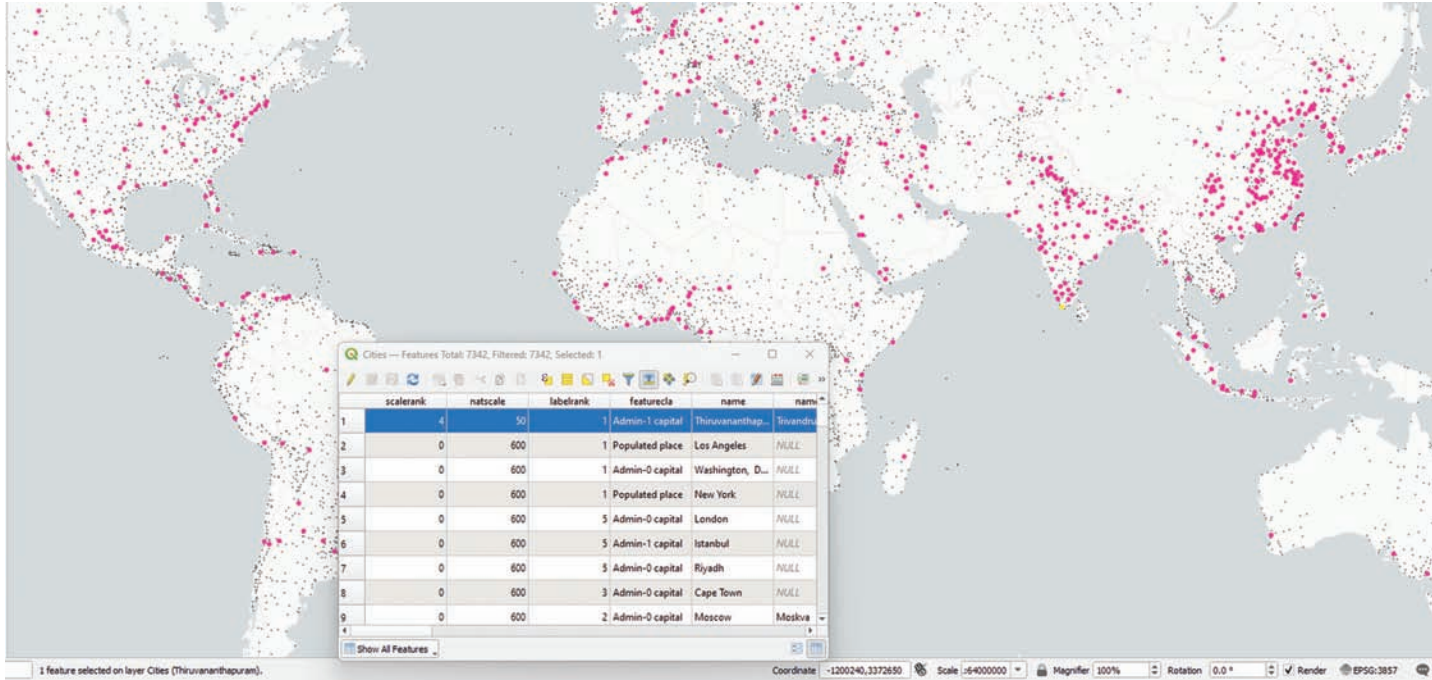 Cities — Features Total: 7342, Filtered: 7342, Selected: 1
scalerank natscale labelrank featurecla name
1 4 50 1 Admin-1 capital Thiruvananthap... Trivandru
2 0 600 1 Populated place Los Angeles NULL
3 0 600 1 Admin-0 capital Washington, D... NULL
4 0 600 1 Populated place New York NULL
5 0 600 5 Admin-0 capital London NULL
6 0 600 5 Admin-1 capital Istanbul NULL
7 0 600 5 Admin-0 capital Riyadh NULL
8 0 600 3 Admin-0 capital Cape Town NULL
9 0 600 2 Admin-0 capital Moscow Moskva
Show All Features
1 feature selected on layer Cities (Thiruvananthapuram). Coordinate -1200240,3372650 Scale :64000000 Magnifier 100% Rotation 0.0 ° Render EPSG:3857